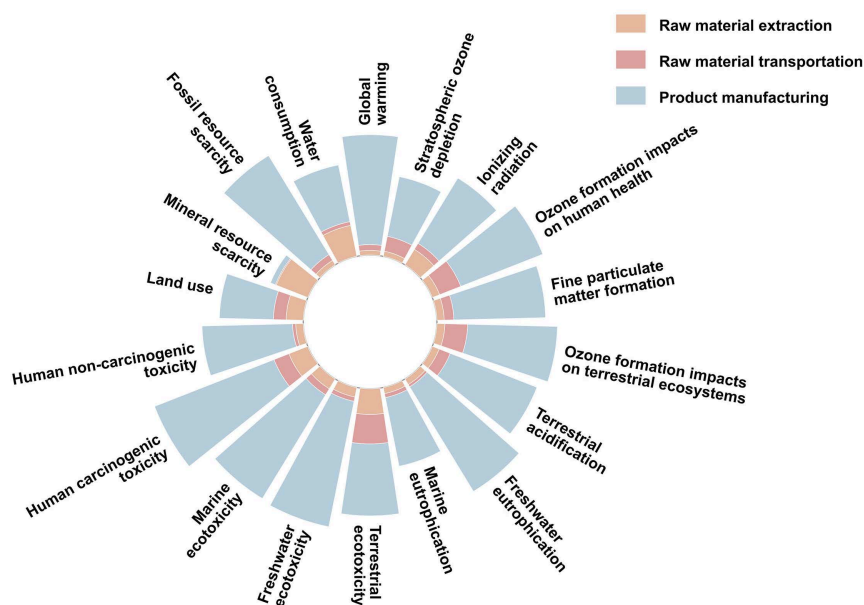 Raw material extraction
Raw material transportation
Product manufacturing
Global
warming
Stratospheric ozone
depletion
Ionizing
radiation
Ozone formation impacts
on human health
Fine particulate
matter formation
Ozone formation impacts
on terrestrial ecosystems
Terrestrial
acidification
Freshwater
eutrophication
Marine
eutrophication
Terrestrial
ecotoxicity
Freshwater
ecotoxicity
Marine
ecotoxicity
Human carcinogenic
toxicity
Human non-carcinogenic
toxicity
Land use
Mineral resource
scarcity
Fossil resource
scarcity
Water
consumption